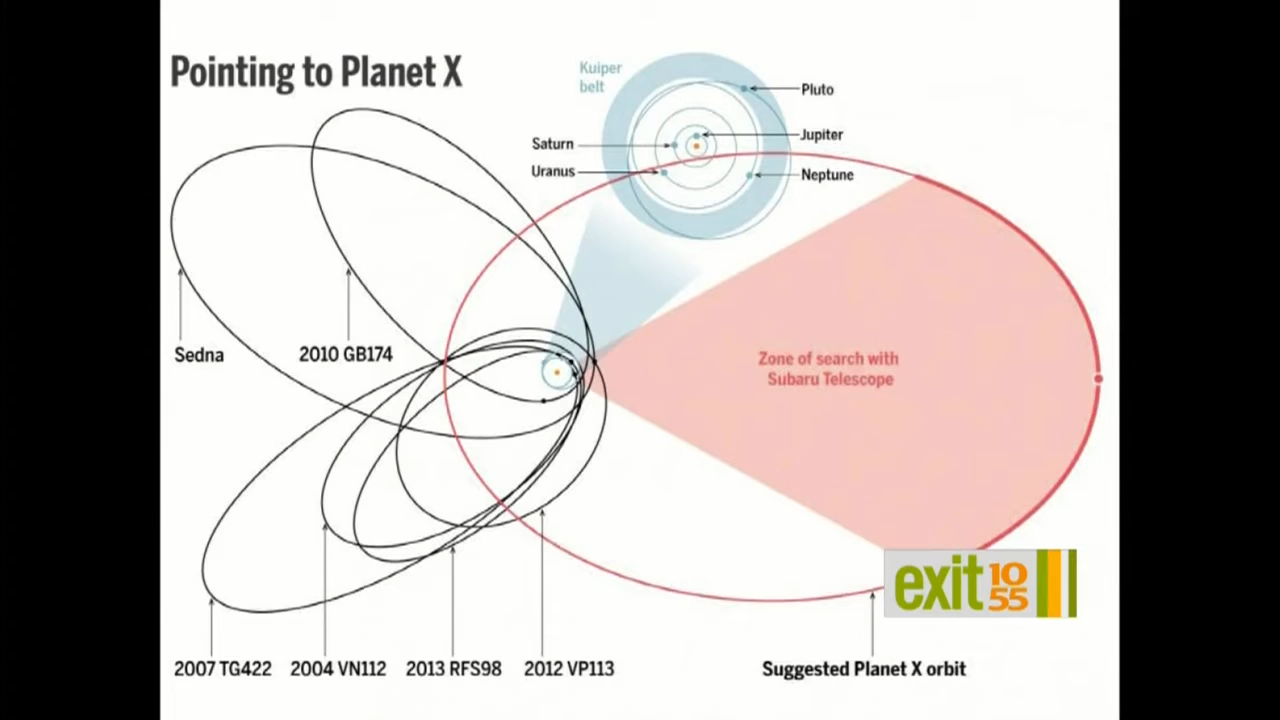 Pointing to Planet X
Kuiper
belt
Pluto
Jupiter
Saturn
Uranus
Neptune
Sedna
2010 GB174
Zone of search with
Subaru Telescope
exit 10 55
2007 TG422
2004 VN112
2013 RFS98
2012 VP113
Suggested Planet X orbit